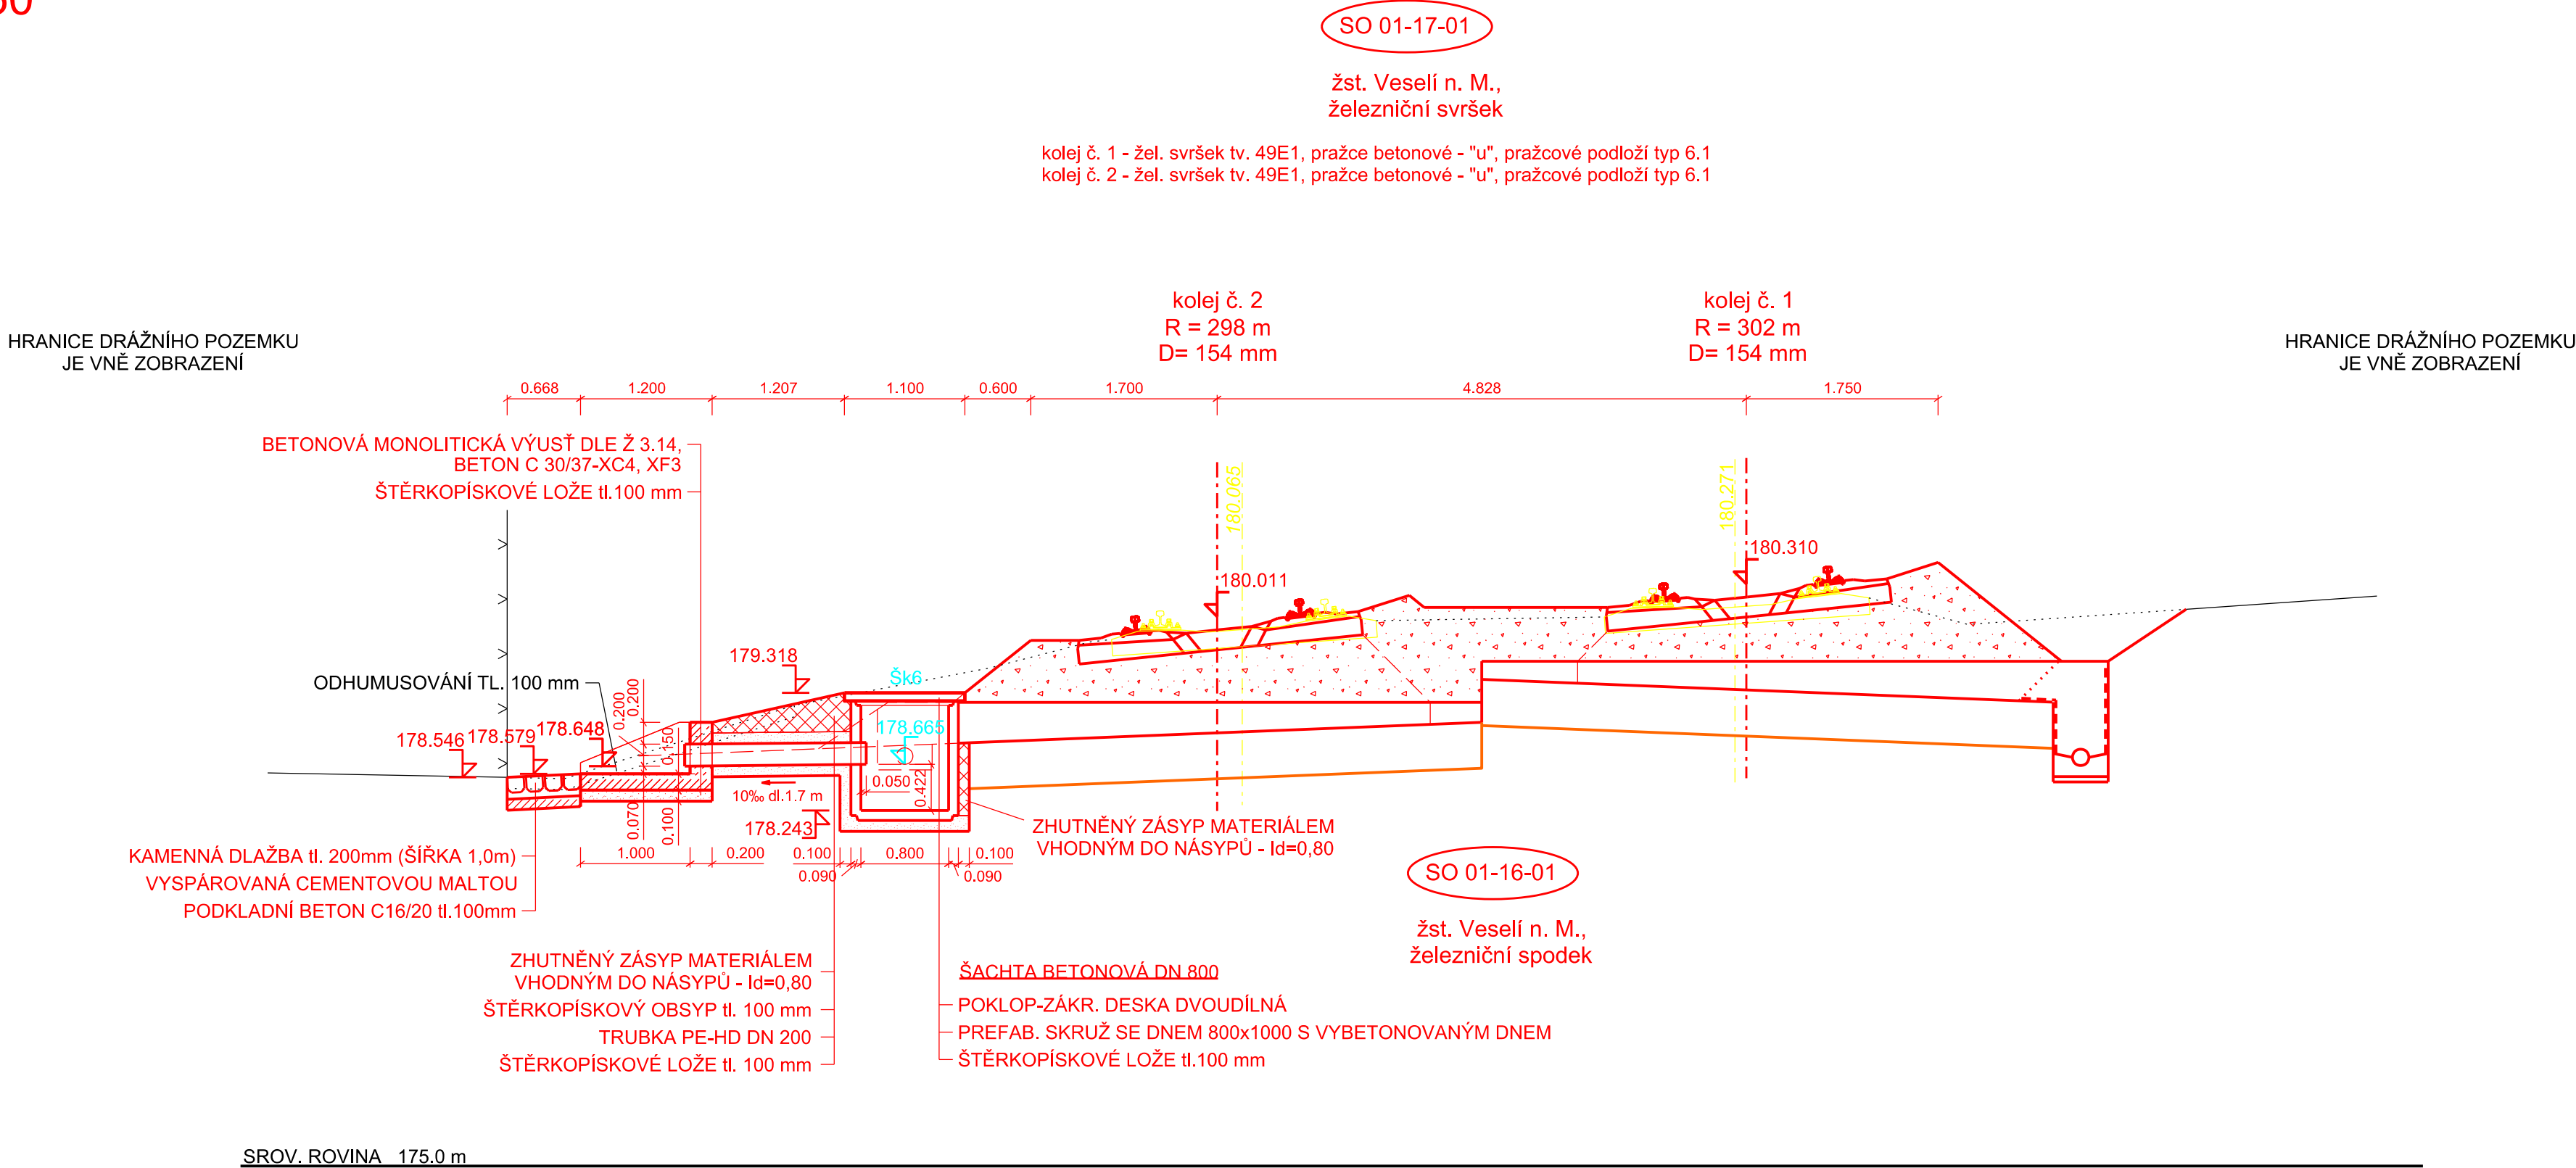 SO 01-17-01
žst. Veselí n. M.,
železniční svršek
kolej č. 1 - žel. svršek tv. 49E1, pražce betonové - "u", pražcové podloží typ 6.1
kolej č. 2 - žel. svršek tv. 49E1, pražce betonové - "u", pražcové podloží typ 6.1
kolej č. 2
R = 298 m
D= 154 mm
kolej č. 1
R = 302 m
D= 154 mm
HRANICE DRÁŽNÍHO POZEMKU
JE VNĚ ZOBRAZENÍ
HRANICE DRÁŽNÍHO POZEMKU
JE VNĚ ZOBRAZENÍ
0.668
1.200
1.207
1.100
0.600
1.700
4.828
1.750
BETONOVÁ MONOLITICKÁ VÝUSŤ DLE Ž 3.14,
BETON C 30/37-XC4, XF3
ŠTĚRKOPÍSKOVÉ LOŽE tl.100 mm
180.065
180.271
180.310
180.011
179.318
Šk6
ODHUMUSOVÁNÍ TL. 100 mm
0.200
0.200
178.546
178.579
178.648
0.150
178.665
0.050
0.422
10‰ dl.1.7 m
0.070
0.100
178.243
ZHUTNĚNÝ ZÁSYP MATERIÁLEM
VHODNÝM DO NÁSYPŮ - Id=0,80
1.000
0.200
0.100
0.800
0.100
0.090
0.090
KAMENNÁ DLAŽBA tl. 200mm (ŠÍŘKA 1,0m)
VYSPÁROVANÁ CEMENTOVOU MALTOU
PODKLADNÍ BETON C16/20 tl.100mm
SO 01-16-01
žst. Veselí n. M.,
železniční spodek
ZHUTNĚNÝ ZÁSYP MATERIÁLEM
VHODNÝM DO NÁSYPŮ - Id=0,80
ŠTĚRKOPÍSKOVÝ OBSYP tl. 100 mm
TRUBKA PE-HD DN 200
ŠTĚRKOPÍSKOVÉ LOŽE tl. 100 mm
ŠACHTA BETONOVÁ DN 800
POKLOP-ZÁKR. DESKA DVOUDÍLNÁ
PREFAB. SKRUŽ SE DNEM 800x1000 S VYBETONOVANÝM DNEM
ŠTĚRKOPÍSKOVÉ LOŽE tl.100 mm
SROV. ROVINA 175.0 m